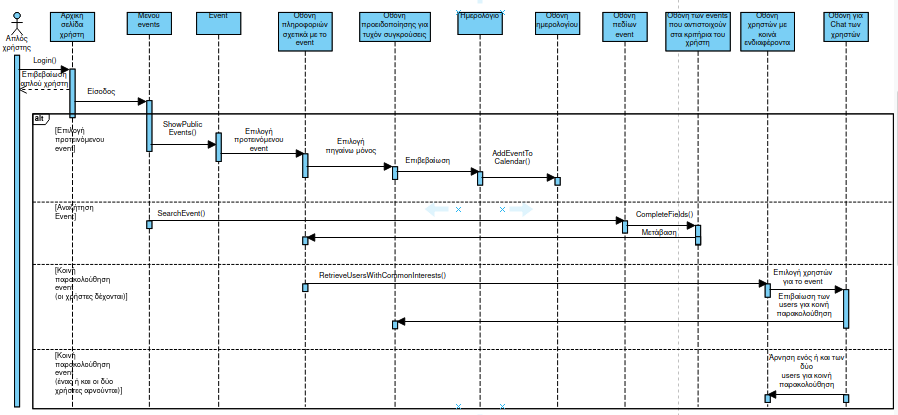 Απλός
χρήστης
Αρχική
σελίδα
χρήστη
Μενού
events
Event
Οθόνη
πληροφοριών
σχετικά με το
event
Οθόνη
προειδοποίησης για
τυχόν συγκρούσεις
Ημερολόγιο
Οθόνη
ημερολογίου
Οθόνη
πεδίων
event
Οθόνη των events
που αντιστοιχούν
στα κριτήρια του
χρήστη
Οθόνη
χρηστών με
κοινά
ενδιαφέροντα
Οθόνη για
Chat των
χρηστών
Login()
Επιβεβαίωση
απλού χρήστη
Είσοδος
alt
[Επιλογή
προτεινόμενου
event]
ShowPublic
Events()
Επιλογή
προτεινόμενου
event
Επιλογή
πηγαίνω μόνος
Επιβεβαίωση
AddEventTo
Calendar()
[Αναζήτηση
Event]
SearchEvent()
CompleteFields()
Μετάβαση
[Κοινή
παρακολούθηση
event
(οι χρήστες δέχονται)]
RetrieveUsersWithCommonInterests()
Επιλογή χρηστών
για το event
Επιβαίωση των
users για κοινή
παρακολούθηση
[Κοινή
παρακολούθηση
event
(ένας ή και οι δύο
χρήστες αρνούνται)]
Άρνηση ενός ή και των
δύο
users για κοινή
παρακολούθηση